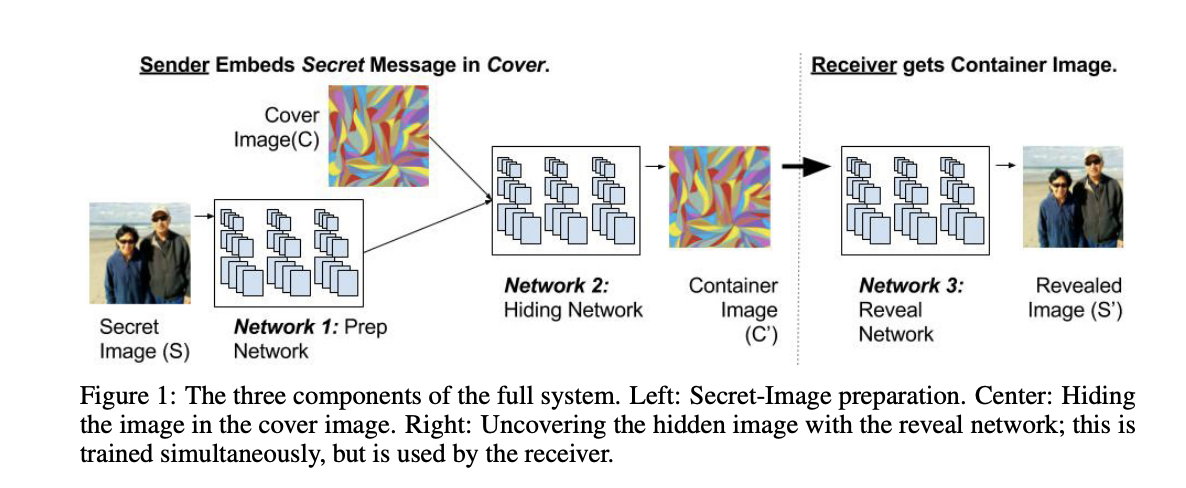 Sender Embeds Secret Message in Cover.
Receiver gets Container Image.
Cover
Image(C)
Secret
Image (S)
Network 1: Prep
Network
Network 2:
Hiding Network
Container
Image
(C’)
Network 3:
Reveal
Network
Revealed
Image (S’)
Figure 1: The three components of the full system. Left: Secret-Image preparation. Center: Hiding
the image in the cover image. Right: Uncovering the hidden image with the reveal network; this is
trained simultaneously, but is used by the receiver.